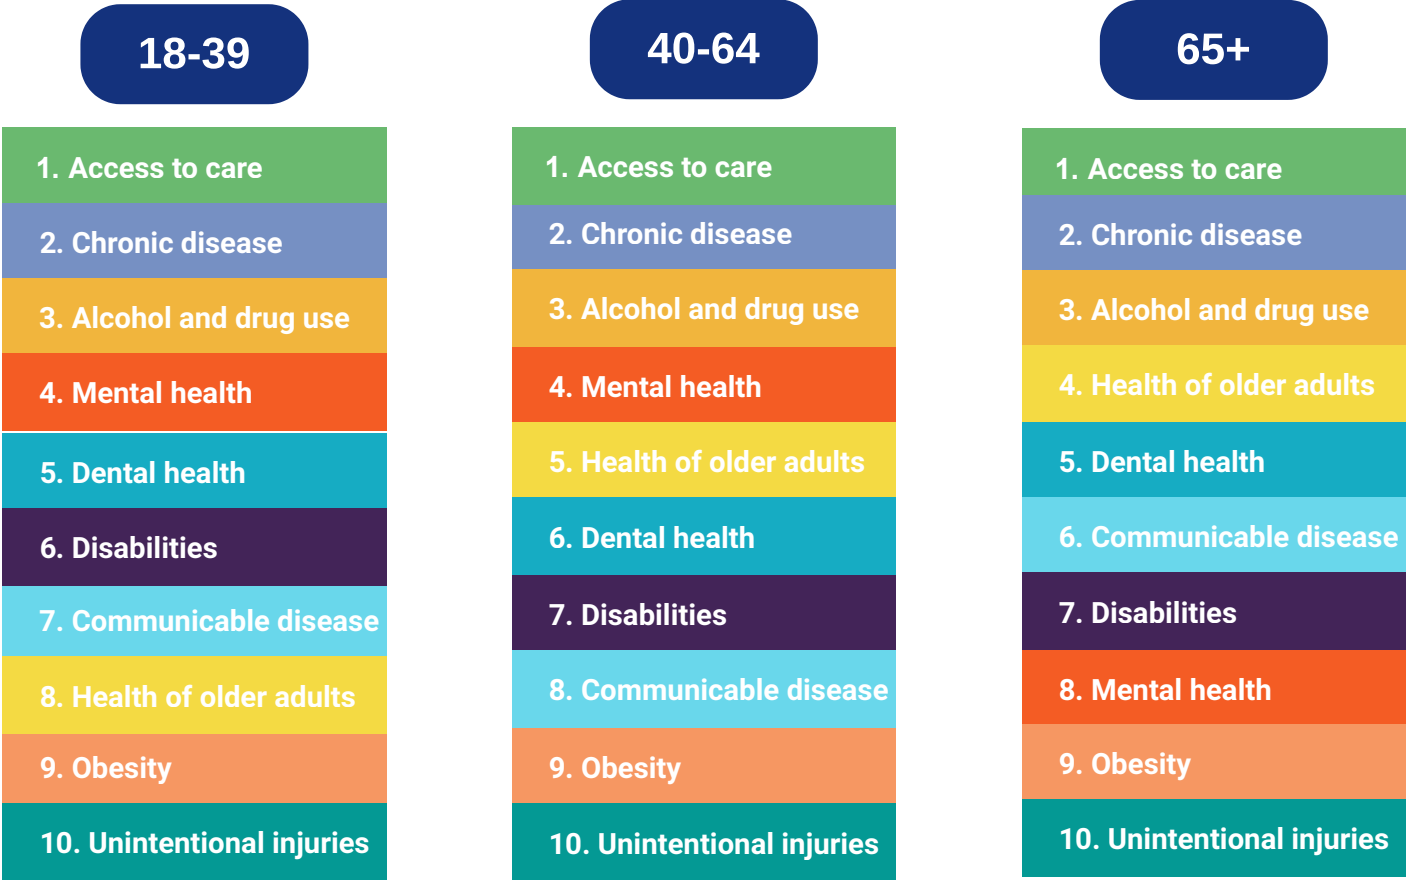 18-39
1. Access to care
2. Chronic disease
3. Alcohol and drug use
4. Mental health
5. Dental health
6. Disabilities
7. Communicable disease
8. Health of older adults
9. Obesity
10. Unintentional injuries
40-64
1. Access to care
2. Chronic disease
3. Alcohol and drug use
4. Mental health
5. Health of older adults
6. Dental health
7. Disabilities
8. Communicable disease
9. Obesity
10. Unintentional injuries
65+
1. Access to care
2. Chronic disease
3. Alcohol and drug use
4. Health of older adults
5. Dental health
6. Communicable disease
7. Disabilities
8. Mental health
9. Obesity
10. Unintentional injuries